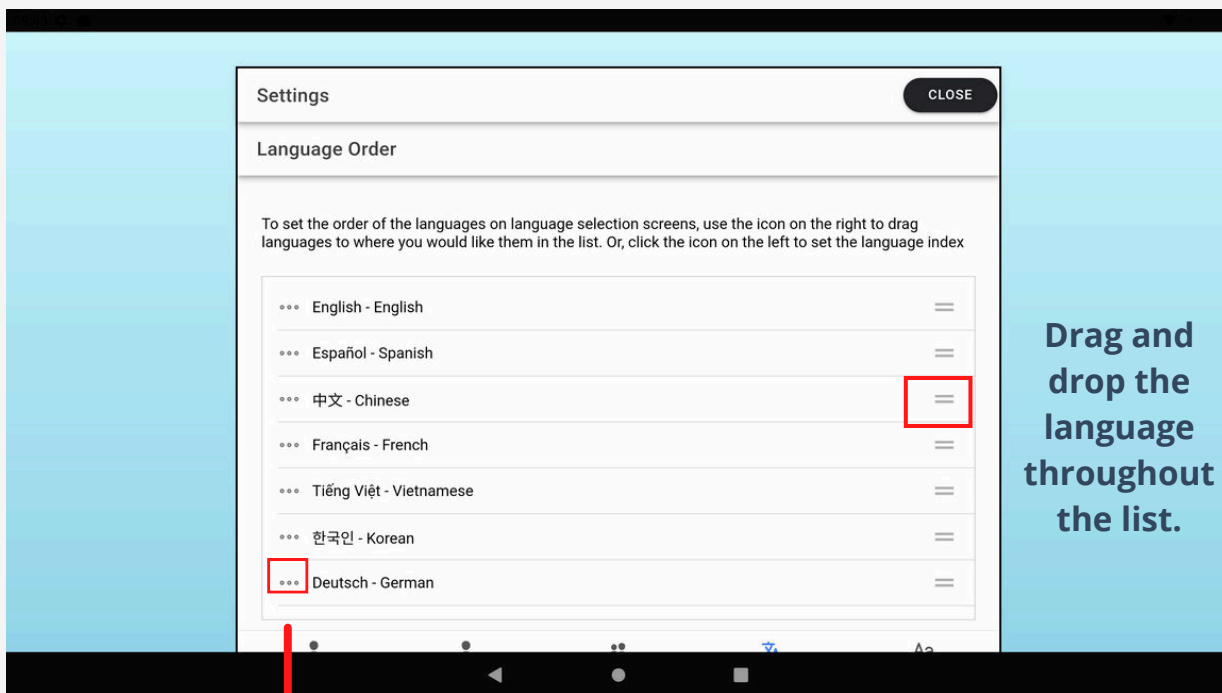 Settings
CLOSE
Language Order
To set the order of the languages on language selection screens, use the icon on the right to drag
languages to where you would like them in the list. Or, click the icon on the left to set the language index
English - English
Español - Spanish
中文 - Chinese
Français - French
Tiếng Việt - Vietnamese
한국인 - Korean
Deutsch - German
Drag and
drop the
language
throughout
the list.